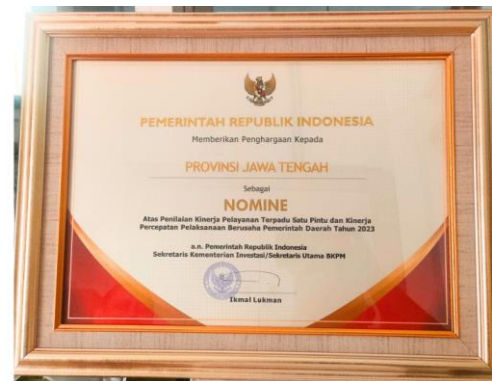 PEMERINTAH REPUBLIK INDONESIA
Memberikan Penghargaan Kepada
PROVINSI JAWA TENGAH
Sebagai
NOMINE
Atas Penilaian Kinerja Pelayanan Terpadu Satu Pintu dan Kinerja
Percepatan Pelaksanaan Berusaha Pemerintah Daerah Tahun 2023
a.n. Pemerintah Republik Indonesia
Sekretaris Kementerian Investasi/Sekretaris Utama BKPM
Ikmal Lukman